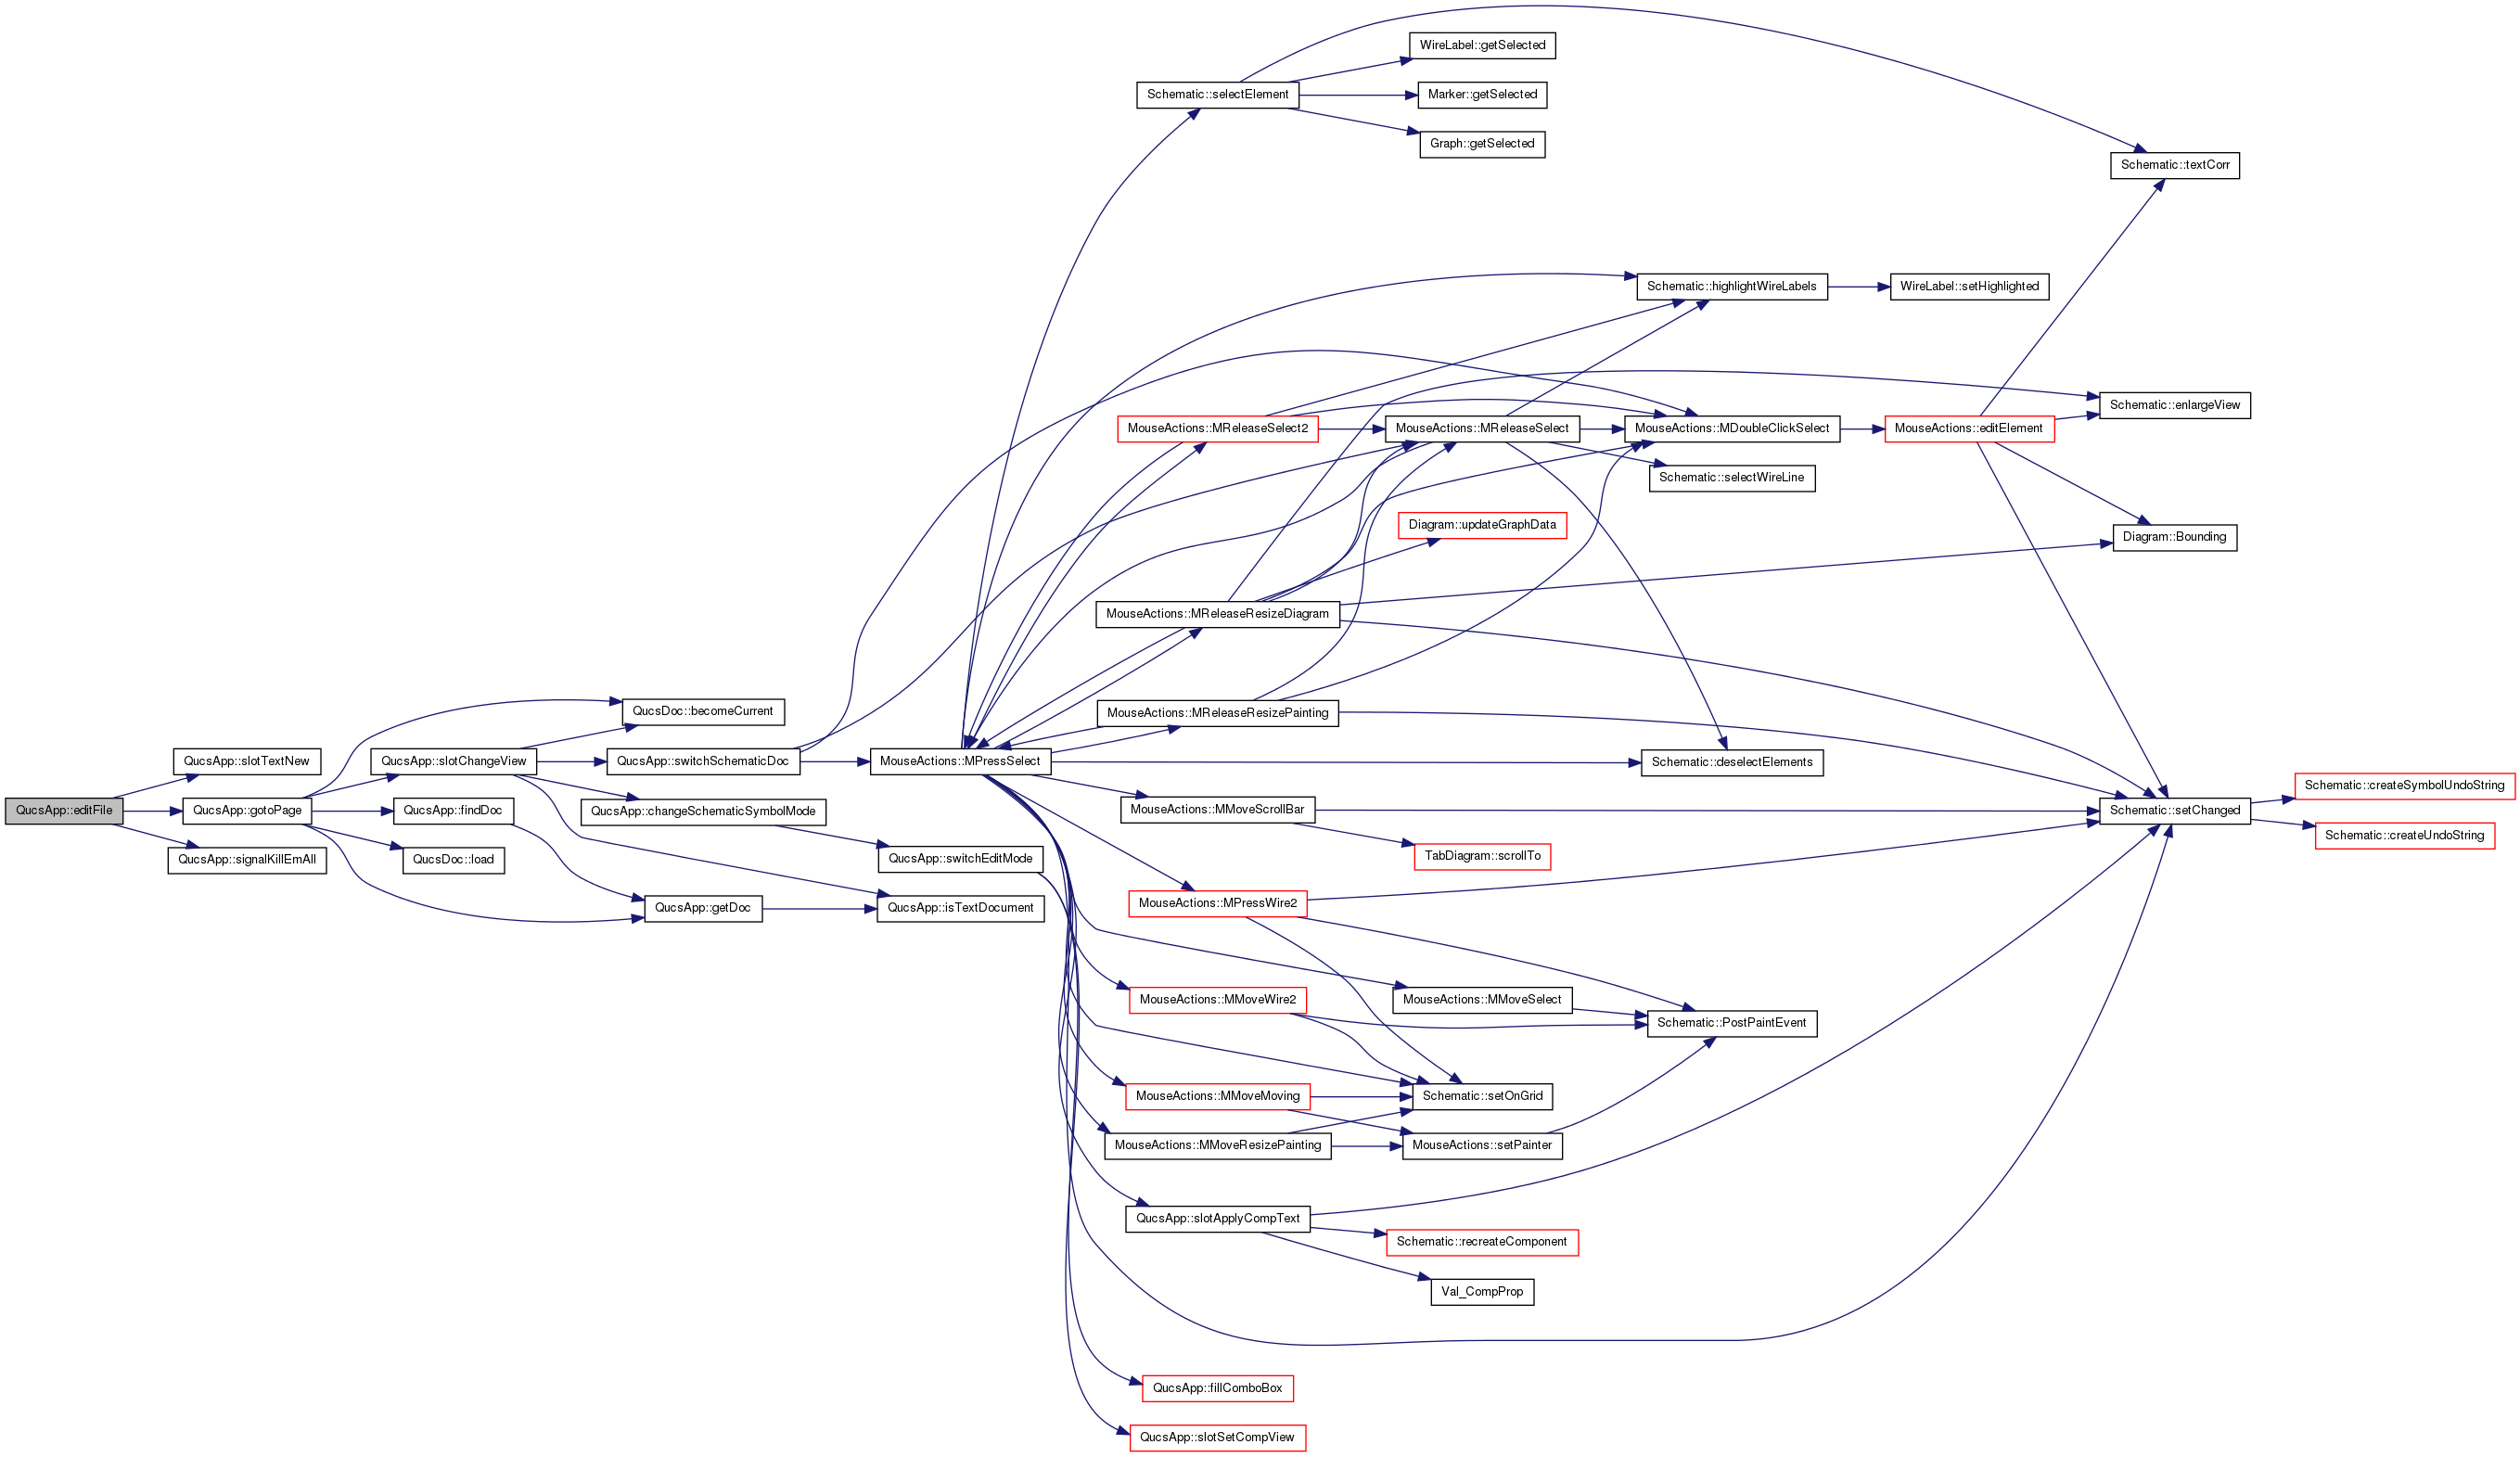 WireLabel::getSelected
Schematic::selectElement
Marker::getSelected
Graph::getSelected
Schematic::textCorr
Schematic::highlightWireLabels
WireLabel::setHighlighted
Schematic::enlargeView
MouseActions::MReleaseSelect2
MouseActions::MReleaseSelect
MouseActions::MDoubleClickSelect
MouseActions::editElement
Schematic::selectWireLine
Diagram::updateGraphData
Diagram::Bounding
MouseActions::MReleaseResizeDiagram
QucsDoc::becomeCurrent
MouseActions::MReleaseResizePainting
QucsApp::slotTextNew
QucsApp::slotChangeView
QucsApp::switchSchematicDoc
MouseActions::MPressSelect
Schematic::deselectElements
Schematic::createSymbolUndoString
QucsApp::editFile
QucsApp::gotoPage
QucsApp::findDoc
QucsApp::changeSchematicSymbolMode
MouseActions::MMoveScrollBar
Schematic::setChanged
Schematic::createUndoString
QucsApp::signalKillEmAll
QucsDoc::load
QucsApp::switchEditMode
TabDiagram::scrollTo
QucsApp::getDoc
QucsApp::isTextDocument
MouseActions::MPressWire2
MouseActions::MMoveWire2
MouseActions::MMoveSelect
Schematic::PostPaintEvent
MouseActions::MMoveMoving
Schematic::setOnGrid
MouseActions::MMoveResizePainting
MouseActions::setPainter
QucsApp::slotApplyCompText
Schematic::recreateComponent
Val_CompProp
QucsApp::fillComboBox
QucsApp::slotSetCompView